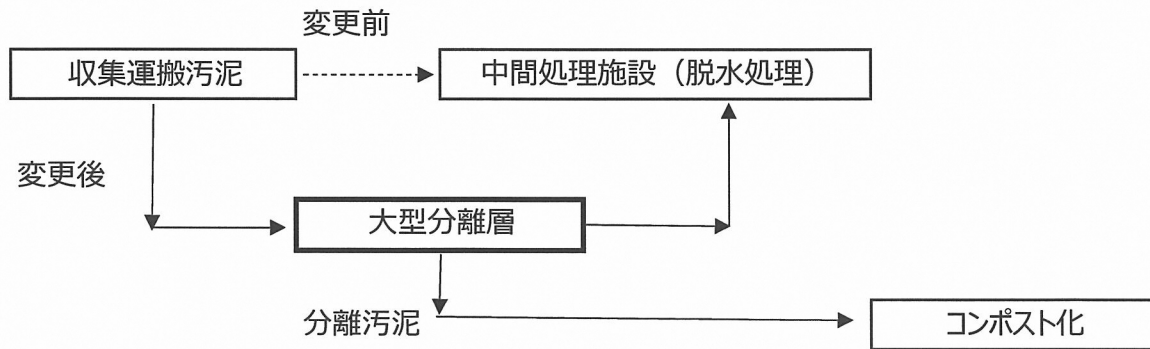 変更前
収集運搬汚泥
中間処理施設（脱水処理）
変更後
大型分離層
分離汚泥
コンポスト化